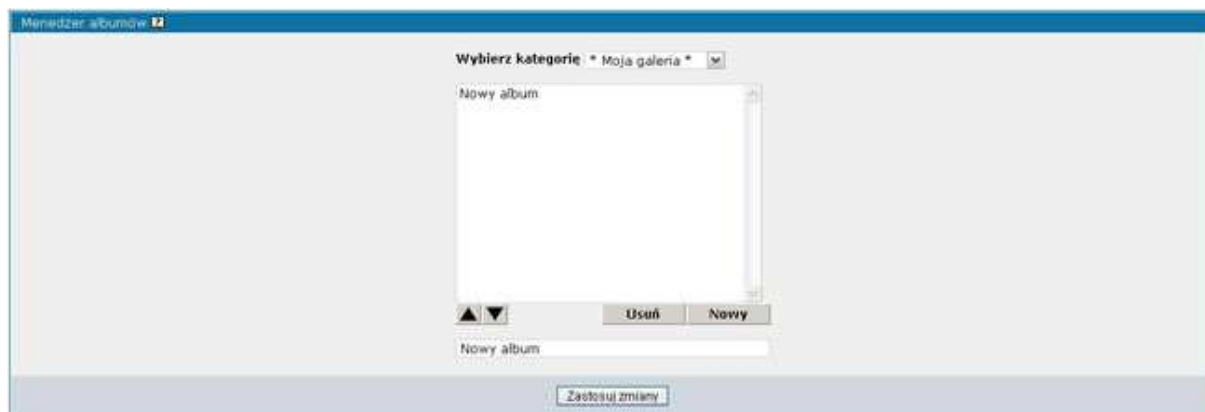 Menedżer albumów ?
Wybierz kategorię * Moja galeria *
Nowy album
Usuń Nowy
Nowy album
Zastosuj zmiany